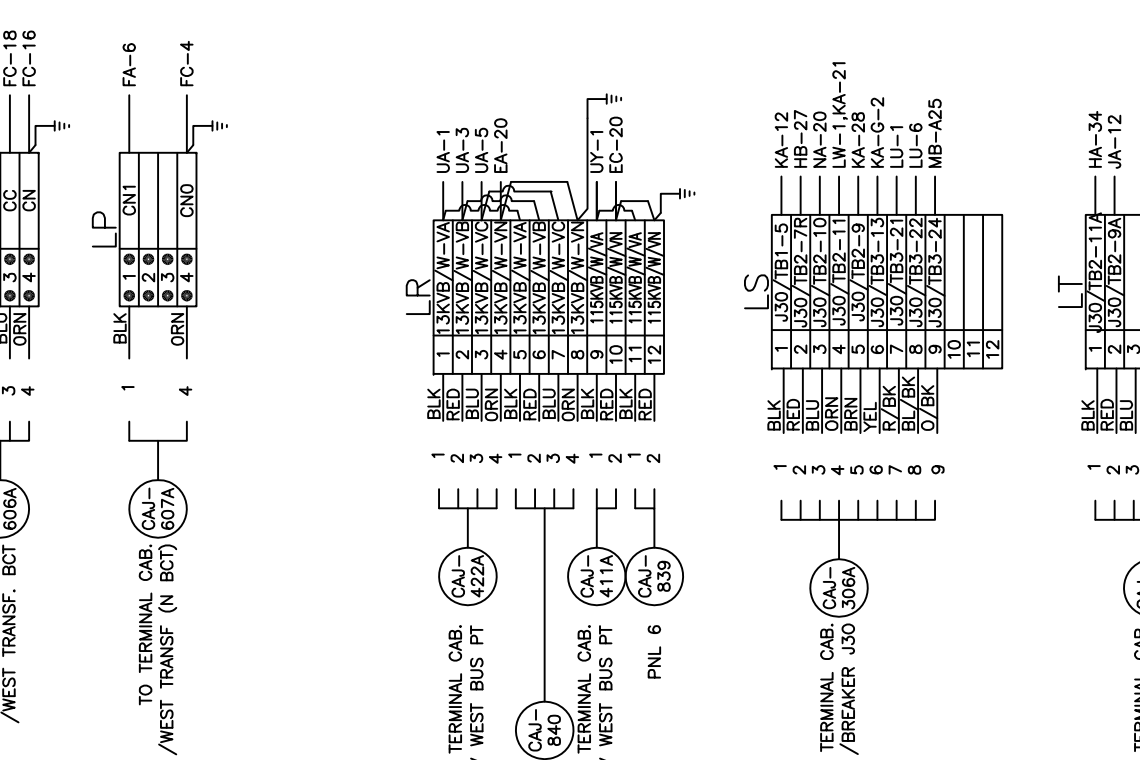 FC-18
FC-16
CC
CN
3
4
BLU
ORN
3
4
606A
/WEST TRANSF. BCT
LP
FA-6
FC-4
CN1
CNO
1
2
3
4
BLK
ORN
1
4
CAJ-
607A
TO TERMINAL CAB.
/WEST TRANSF (N BCT)
LR
UA-1
UA-3
UA-5
EA-20
UY-1
EC-20
1 13KVB/W-VA
2 13KVB/W-VB
3 13KVB/W-VC
4 13KVB/W-VN
5 13KVB/W-VA
6 13KVB/W-VB
7 13KVB/W-VC
8 13KVB/W-VN
9 115KVB/W/VA
10 115KVB/W/VN
11 115KVB/W/VA
12 115KVB/W/VN
BLK
RED
BLU
ORN
BLK
RED
BLU
ORN
BLK
RED
BLK
RED
1
2
3
4
1
2
3
4
1
2
1
2
CAJ-
422A
TERMINAL CAB.
/ WEST BUS PT
CAJ-
840
CAJ-
411A
TERMINAL CAB.
/ WEST BUS PT
CAJ-
839
PNL 6
LS
KA-12
HB-27
NA-20
LW-1,KA-21
KA-28
KA-G-2
LU-1
LU-6
MB-A25
1 J30/TB1-5
2 J30/TB2-7R
3 J30/TB2-10
4 J30/TB2-11
5 J30/TB2-9
6 J30/TB3-13
7 J30/TB3-21
8 J30/TB3-22
9 J30/TB3-24
10
11
12
BLK
RED
BLU
ORN
BRN
YEL
R/BK
BL/BK
O/BK
1
2
3
4
5
6
7
8
9
CAJ-
306A
TERMINAL CAB.
/BREAKER J30
LT
HA-34
JA-12
1 J30/TB2-11A
2 J30/TB2-9A
3
BLK
RED
BLU
1
2
3
TERMINAL CAB.